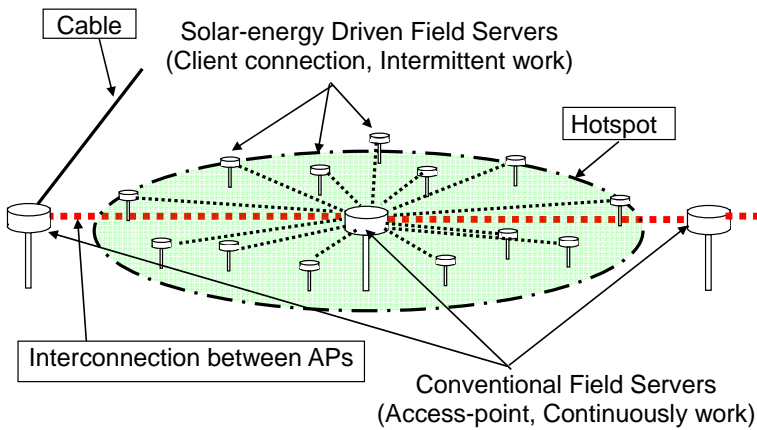 Cable
Solar-energy Driven Field Servers
(Client connection, Intermittent work)
Hotspot
Interconnection between APs
Conventional Field Servers
(Access-point, Continuously work)